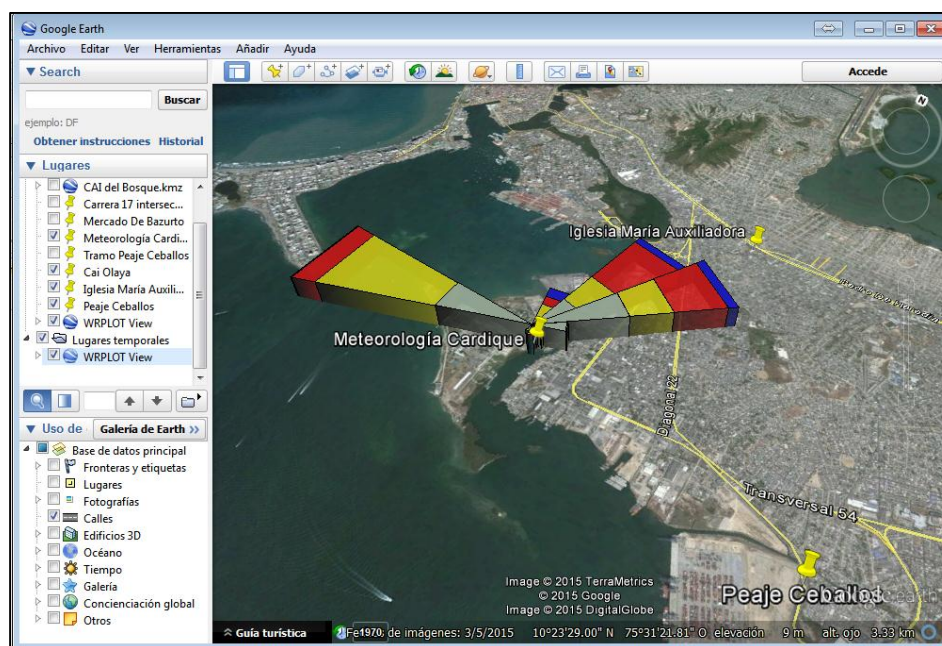 Google Earth
Archivo Editar Ver Herramientas Añadir Ayuda
Search
Accede
Buscar
ejemplo: DF
Obtener instrucciones Historial
Lugares
CAI del Bosque.kmz
Carrera 17 intersec...
Mercado De Bazurto
Meteorología Cardi...
Tramo Peaje Ceballos
Cai Olaya
Iglesia María Auxili...
Peaje Ceballos
WRPLOT View
Lugares temporales
WRPLOT View
Uso de Galería de Earth >>
Base de datos principal
Fronteras y etiquetas
Lugares
Fotografías
Calles
Edificios 3D
Océano
Tiempo
Galería
Concienciación global
Otros
N
Iglesia María Auxiliadora
Meteorología Cardique
Diagonal 22
Transversal 54
Peaje Ceballos
Image © 2015 TerraMetrics
© 2015 Google
Image © 2015 DigitalGlobe
Guía turística 1970 de imágenes: 3/5/2015 10°23'29.00" N 75°31'21.81" O elevación 9 m alt. ojo 3.33 km